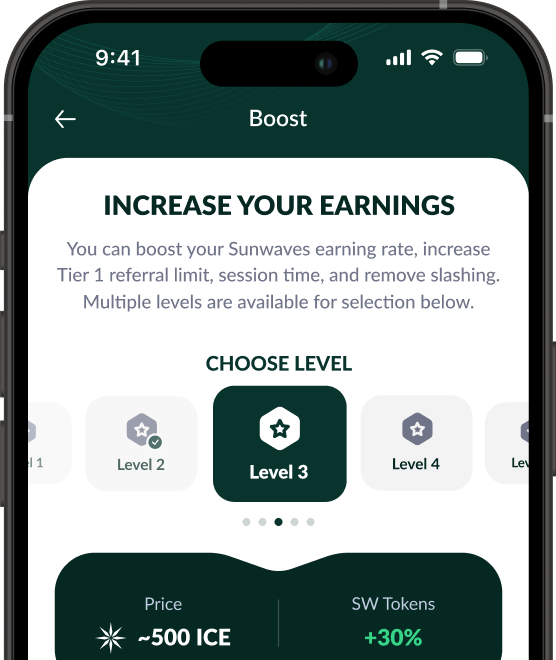 9:41
Boost
INCREASE YOUR EARNINGS
You can boost your Sunwaves earning rate, increase
Tier 1 referral limit, session time, and remove slashing.
Multiple levels are available for selection below.
CHOOSE LEVEL
el 1
Level 2
Level 3
Level 4
Lev
Price
SW Tokens
~500 ICE
+30%